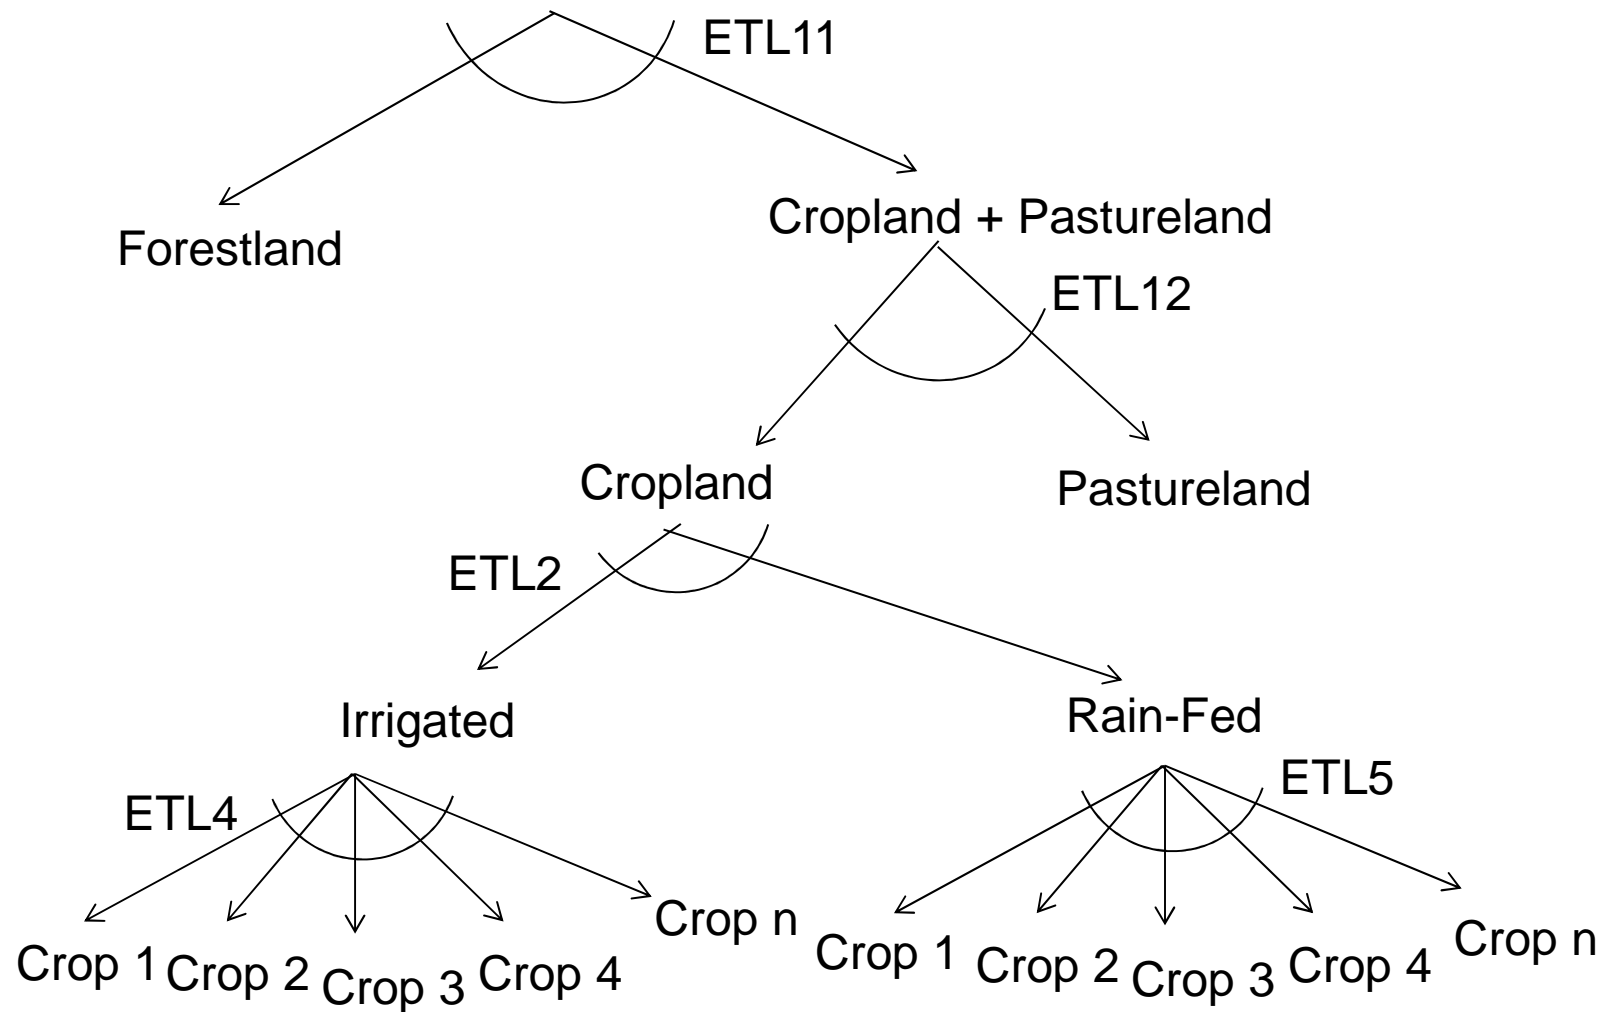 ETL11
Forestland
Cropland + Pastureland
ETL12
Cropland
Pastureland
ETL2
Irrigated
Rain-Fed
ETL4
ETL5
Crop 1
Crop 2
Crop 3
Crop 4
Crop n
Crop 1
Crop 2
Crop 3
Crop 4
Crop n